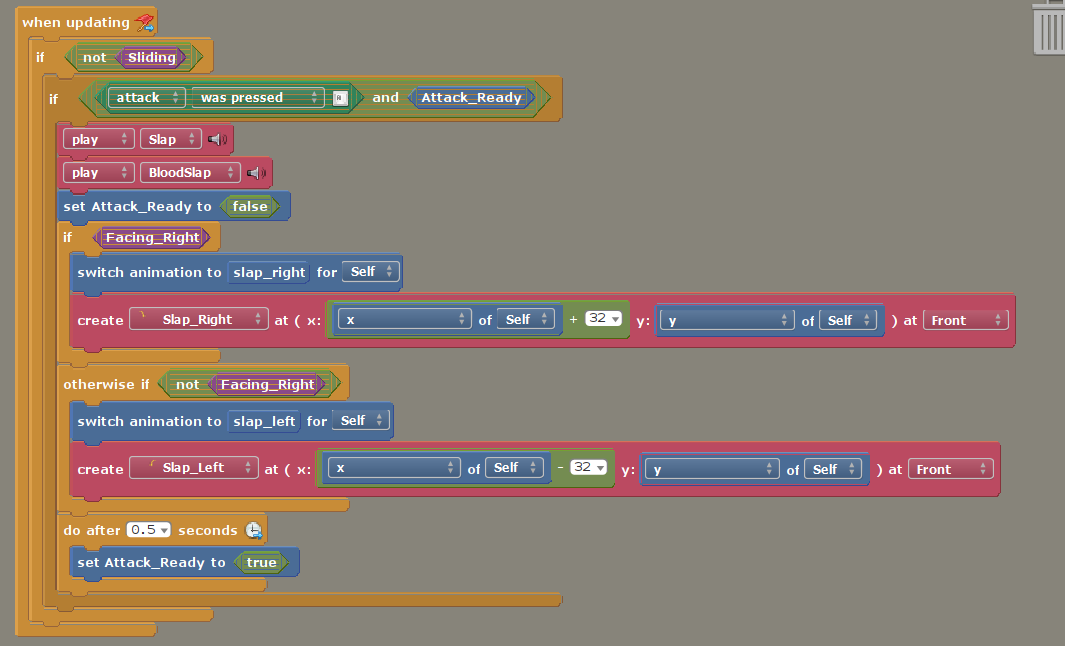 when updating
if not Sliding
if attack was pressed and Attack_Ready
play Slap
play BloodSlap
set Attack_Ready to false
if Facing_Right
switch animation to slap_right for Self
create Slap_Right at ( x: x of Self + 32 y: y of Self ) at Front
otherwise if not Facing_Right
switch animation to slap_left for Self
create Slap_Left at ( x: x of Self - 32 y: y of Self ) at Front
do after 0.5 seconds
set Attack_Ready to true